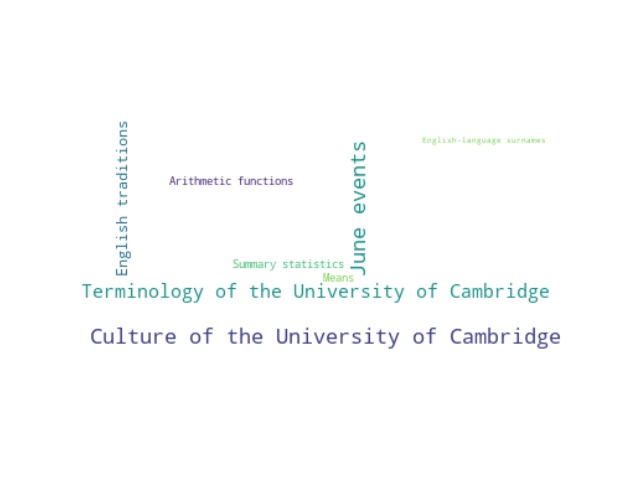 English traditions
June events
English-language surnames
Arithmetic functions
Summary statistics
Means
Terminology of the University of Cambridge
Culture of the University of Cambridge